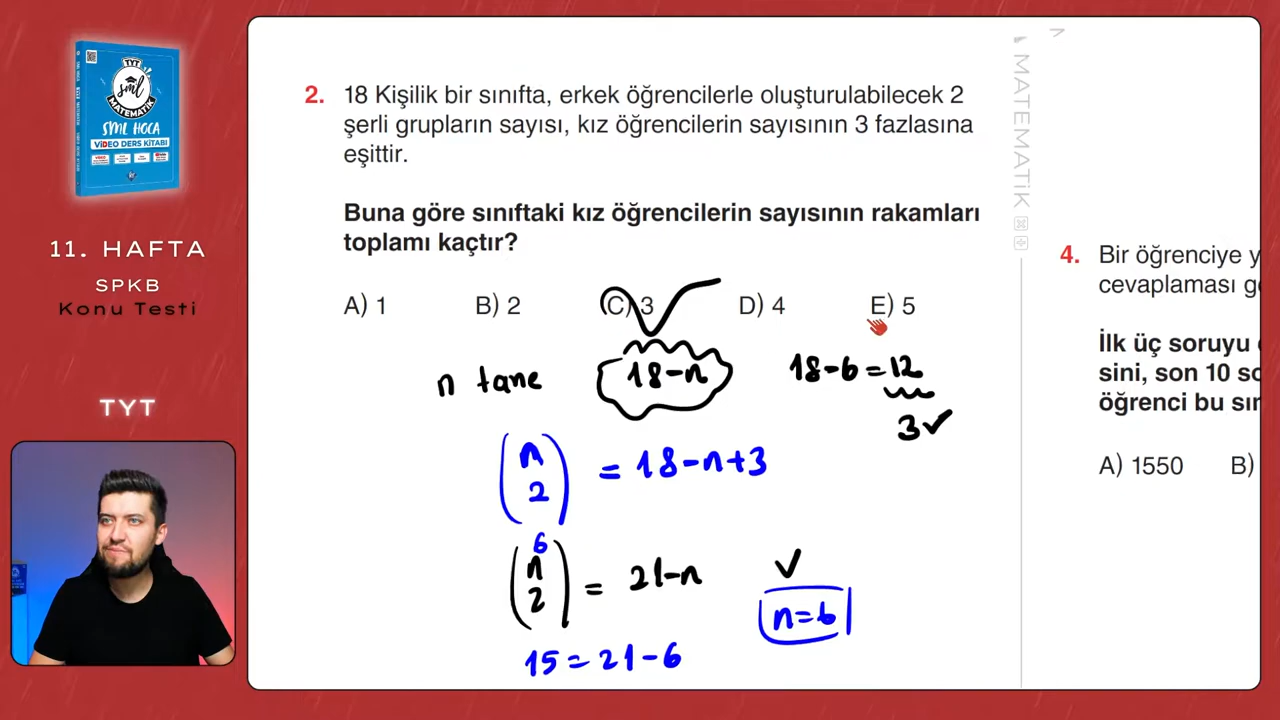 TYT
sml
MATEMATİK
SML HOCA
VİDEO DERS KİTABI
11. HAFTA
SPKB
Konu Testi
TYT
2. 18 Kişilik bir sınıfta, erkek öğrencilerle oluşturulabilecek 2
şerli grupların sayısı, kız öğrencilerin sayısının 3 fazlasına
eşittir.
Buna göre sınıftaki kız öğrencilerin sayısının rakamları
toplamı kaçtır?
A) 1 B) 2 C) 3 D) 4 E) 5
n tane 18-n 18-6=12
3✓
(n 2) = 18-n+3
6
(n 2) = 21-n ✓
n=6
15=21-6
MATEMATİK
4. Bir öğrenciye y
cevaplaması ge
İlk üç soruyu
sini, son 10 so
öğrenci bu sın
A) 1550 B)